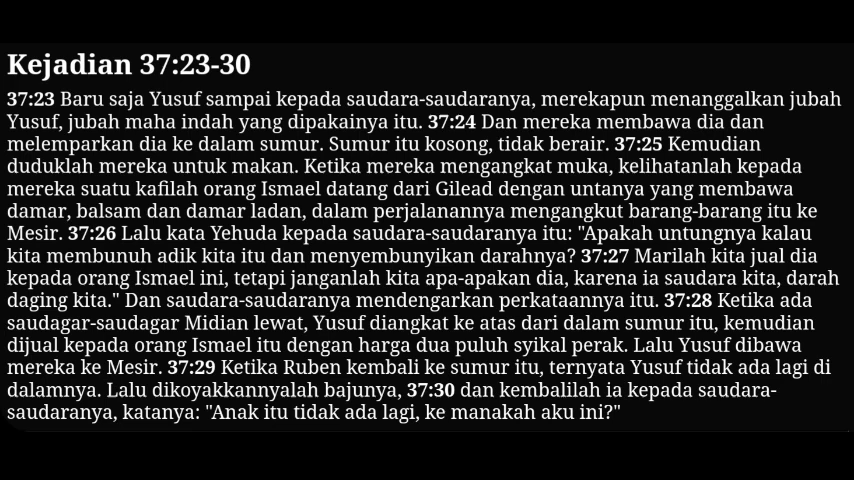 Kejadian 37:23-30
37:23 Baru saja Yusuf sampai kepada saudara-saudaranya, merekapun menanggalkan jubah
Yusuf, jubah maha indah yang dipakainya itu. 37:24 Dan mereka membawa dia dan
melemparkan dia ke dalam sumur. Sumur itu kosong, tidak berair. 37:25 Kemudian
duduklah mereka untuk makan. Ketika mereka mengangkat muka, kelihatanlah kepada
mereka suatu kafilah orang Ismael datang dari Gilead dengan untanya yang membawa
damar, balsam dan damar ladan, dalam perjalanannya mengangkut barang-barang itu ke
Mesir. 37:26 Lalu kata Yehuda kepada saudara-saudaranya itu: "Apakah untungnya kalau
kita membunuh adik kita itu dan menyembunyikan darahnya? 37:27 Marilah kita jual dia
kepada orang Ismael ini, tetapi janganlah kita apa-apakan dia, karena ia saudara kita, darah
daging kita." Dan saudara-saudaranya mendengarkan perkataannya itu. 37:28 Ketika ada
saudagar-saudagar Midian lewat, Yusuf diangkat ke atas dari dalam sumur itu, kemudian
dijual kepada orang Ismael itu dengan harga dua puluh syikal perak. Lalu Yusuf dibawa
mereka ke Mesir. 37:29 Ketika Ruben kembali ke sumur itu, ternyata Yusuf tidak ada lagi di
dalamnya. Lalu dikoyakkannyalah bajunya, 37:30 dan kembalilah ia kepada saudara-
saudaranya, katanya: "Anak itu tidak ada lagi, ke manakah aku ini?"